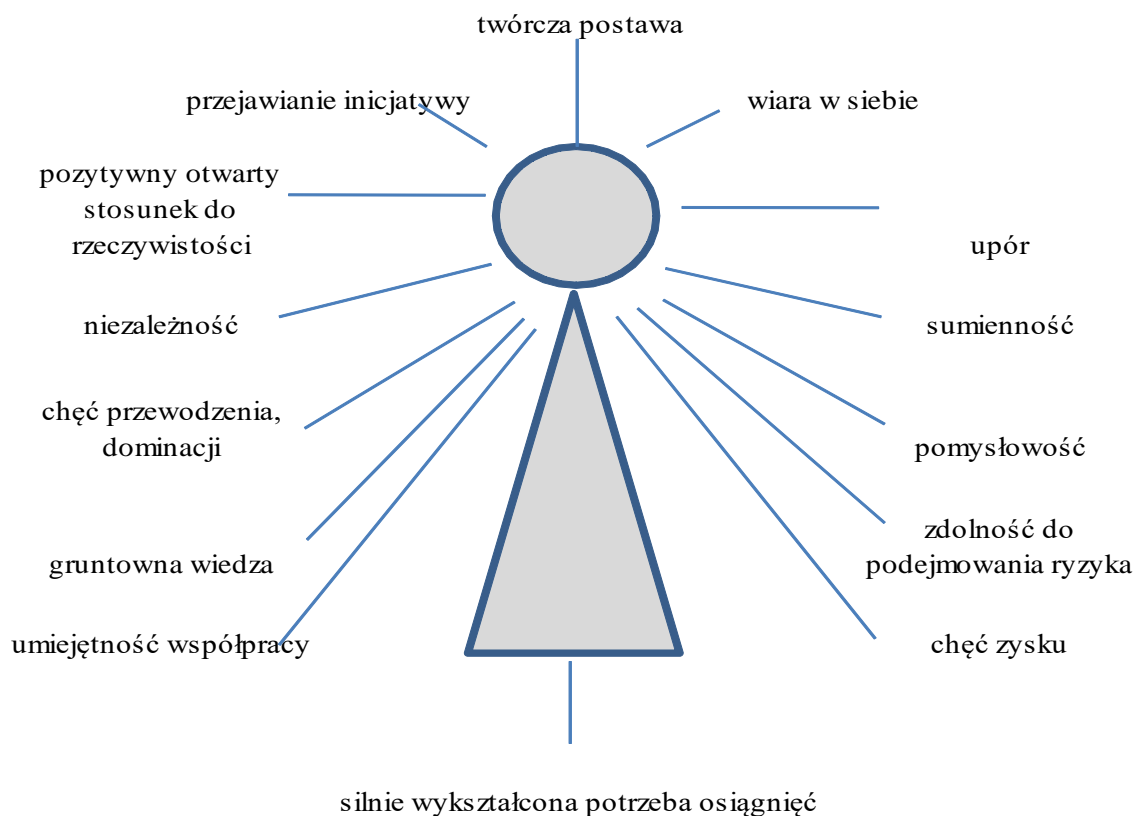 twórcza postawa
przejawianie inicjatywy
wiara w siebie
pozytywny otwarty
stosunek do
rzeczywistości
upór
niezależność
sumienność
chęć przewodzenia,
dominacji
pomysłowość
gruntowna wiedza
zdolność do
podejmowania ryzyka
umiejętność współpracy
chęć zysku
silnie wykształcona potrzeba osiągnięć